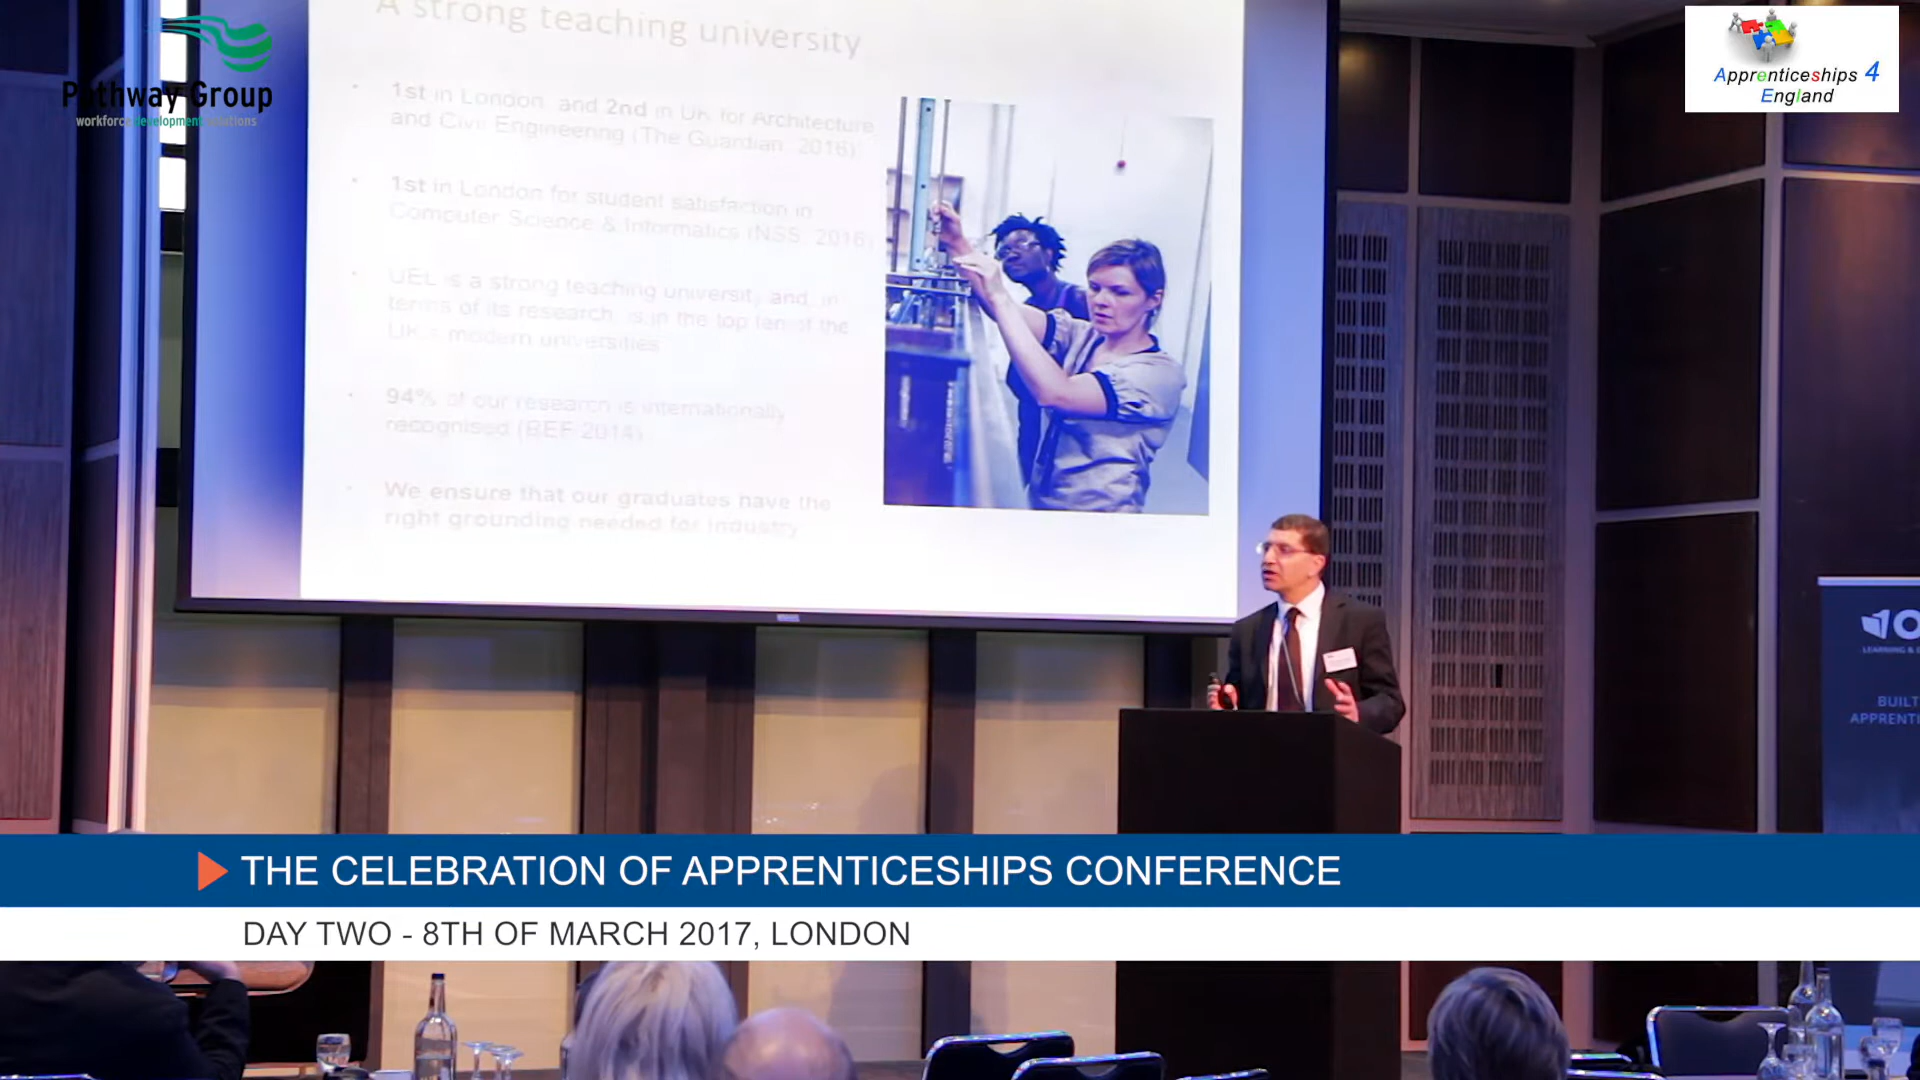 A strong teaching university
Pathway Group
workforce development solutions
Apprenticeships 4
England
1st in London, and 2nd in UK for Architecture
and Civil Engineering (The Guardian, 2016)
1st in London for student satisfaction in
Computer Science & Informatics (NSS, 2016)
UEL is a strong teaching university and, in
terms of its research, is in the top ten of the
UK's modern universities
94% of our research is internationally
recognised (REF 2014)
We ensure that our graduates have the
right grounding needed for industry
LEARNING &
BUILT
APPRENTI
THE CELEBRATION OF APPRENTICESHIPS CONFERENCE
DAY TWO - 8TH OF MARCH 2017, LONDON